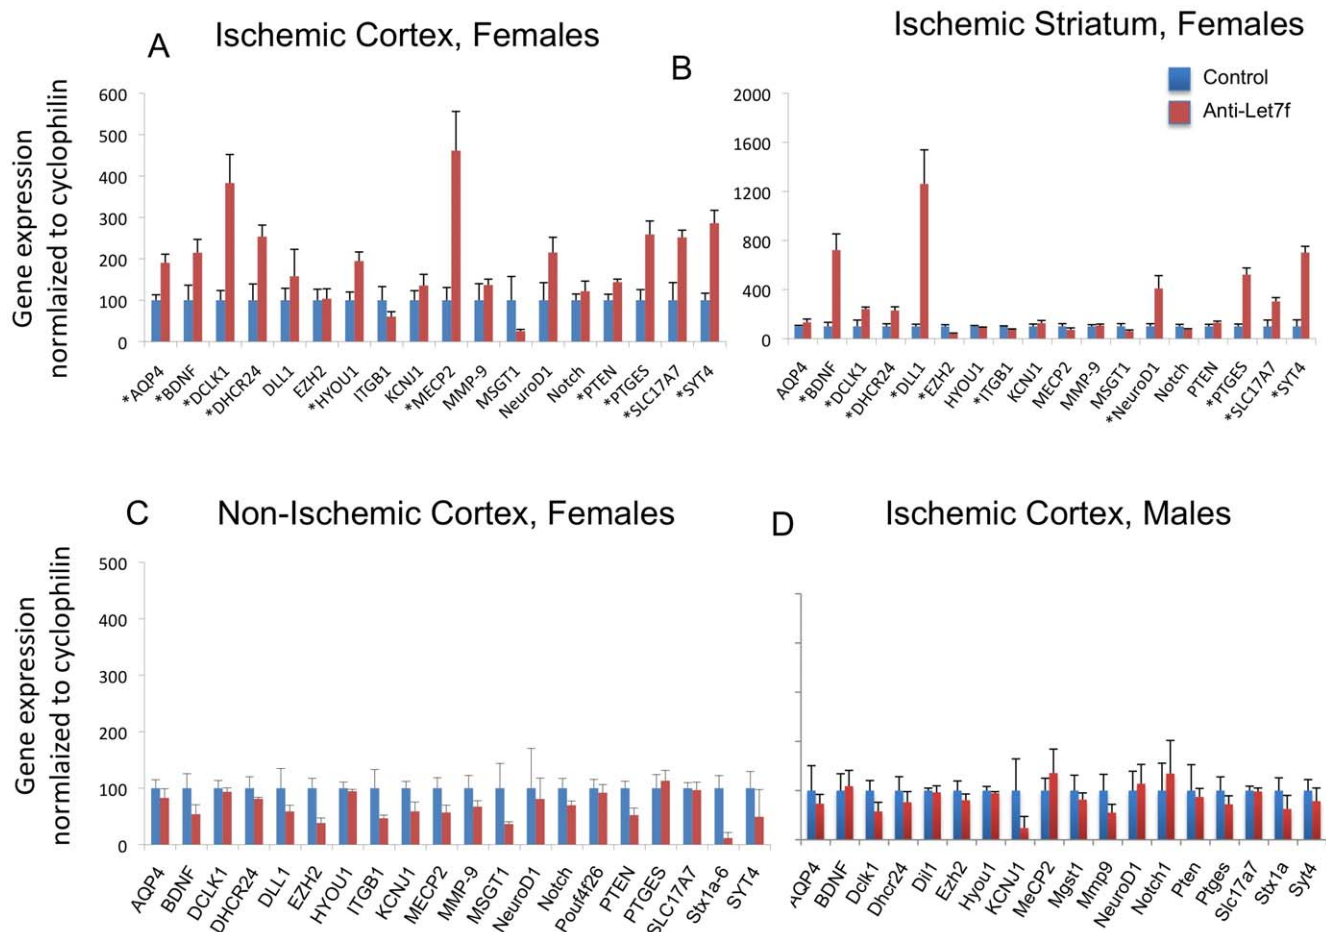 A
Ischemic Cortex, Females
Gene expression
normlaized to cyclophilin
600
500
400
300
200
100
0
*AQP4
*BDNF
*DCLK1
*DHCR24
DLL1
EZH2
*HYOU1
ITGB1
KCNJ1
*MECP2
MMP-9
MSGT1
NeuroD1
Notch
*PTEN
*PTGES
*SLC17A7
*SYT4
B
Ischemic Striatum, Females
Control
Anti-Let7f
2000
1600
1200
800
400
0
AQP4
*BDNF
*DCLK1
*DHCR24
*DLL1
*EZH2
HYOU1
*ITGB1
KCNJ1
MECP2
MMP-9
MSGT1
*NeuroD1
Notch
PTEN
*PTGES
*SLC17A7
*SYT4
C
Non-Ischemic Cortex, Females
Gene expression
normlaized to cyclophilin
500
400
300
200
100
0
AQP4
BDNF
DCLK1
DHCR24
DLL1
EZH2
HYOU1
ITGB1
KCNJ1
MECP2
MMP-9
MSGT1
NeuroD1
Notch
Pouf4f26
PTEN
PTGES
SLC17A7
Stx1a-6
SYT4
D
Ischemic Cortex, Males
AQP4
BDNF
Dclk1
Dhcr24
Dil1
Ezh2
Hyou1
KCNJ1
MeCP2
Mgst1
Mmp9
NeuroD1
Notch1
Pten
Ptges
Slc17a7
Stx1a
Syt4